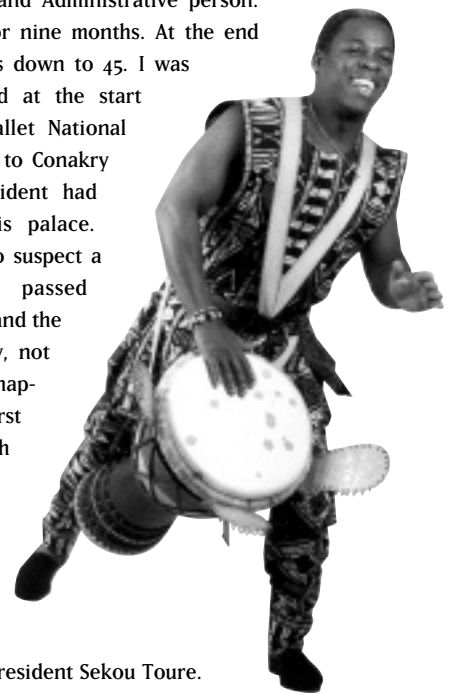 and Administrative person.
or nine months. At the end
s down to 45. I was
d at the start
allet National
to Conakry
ident had
is palace.
o suspect a
passed
and the
y, not
hap-
rst
h
resident Sekou Toure.